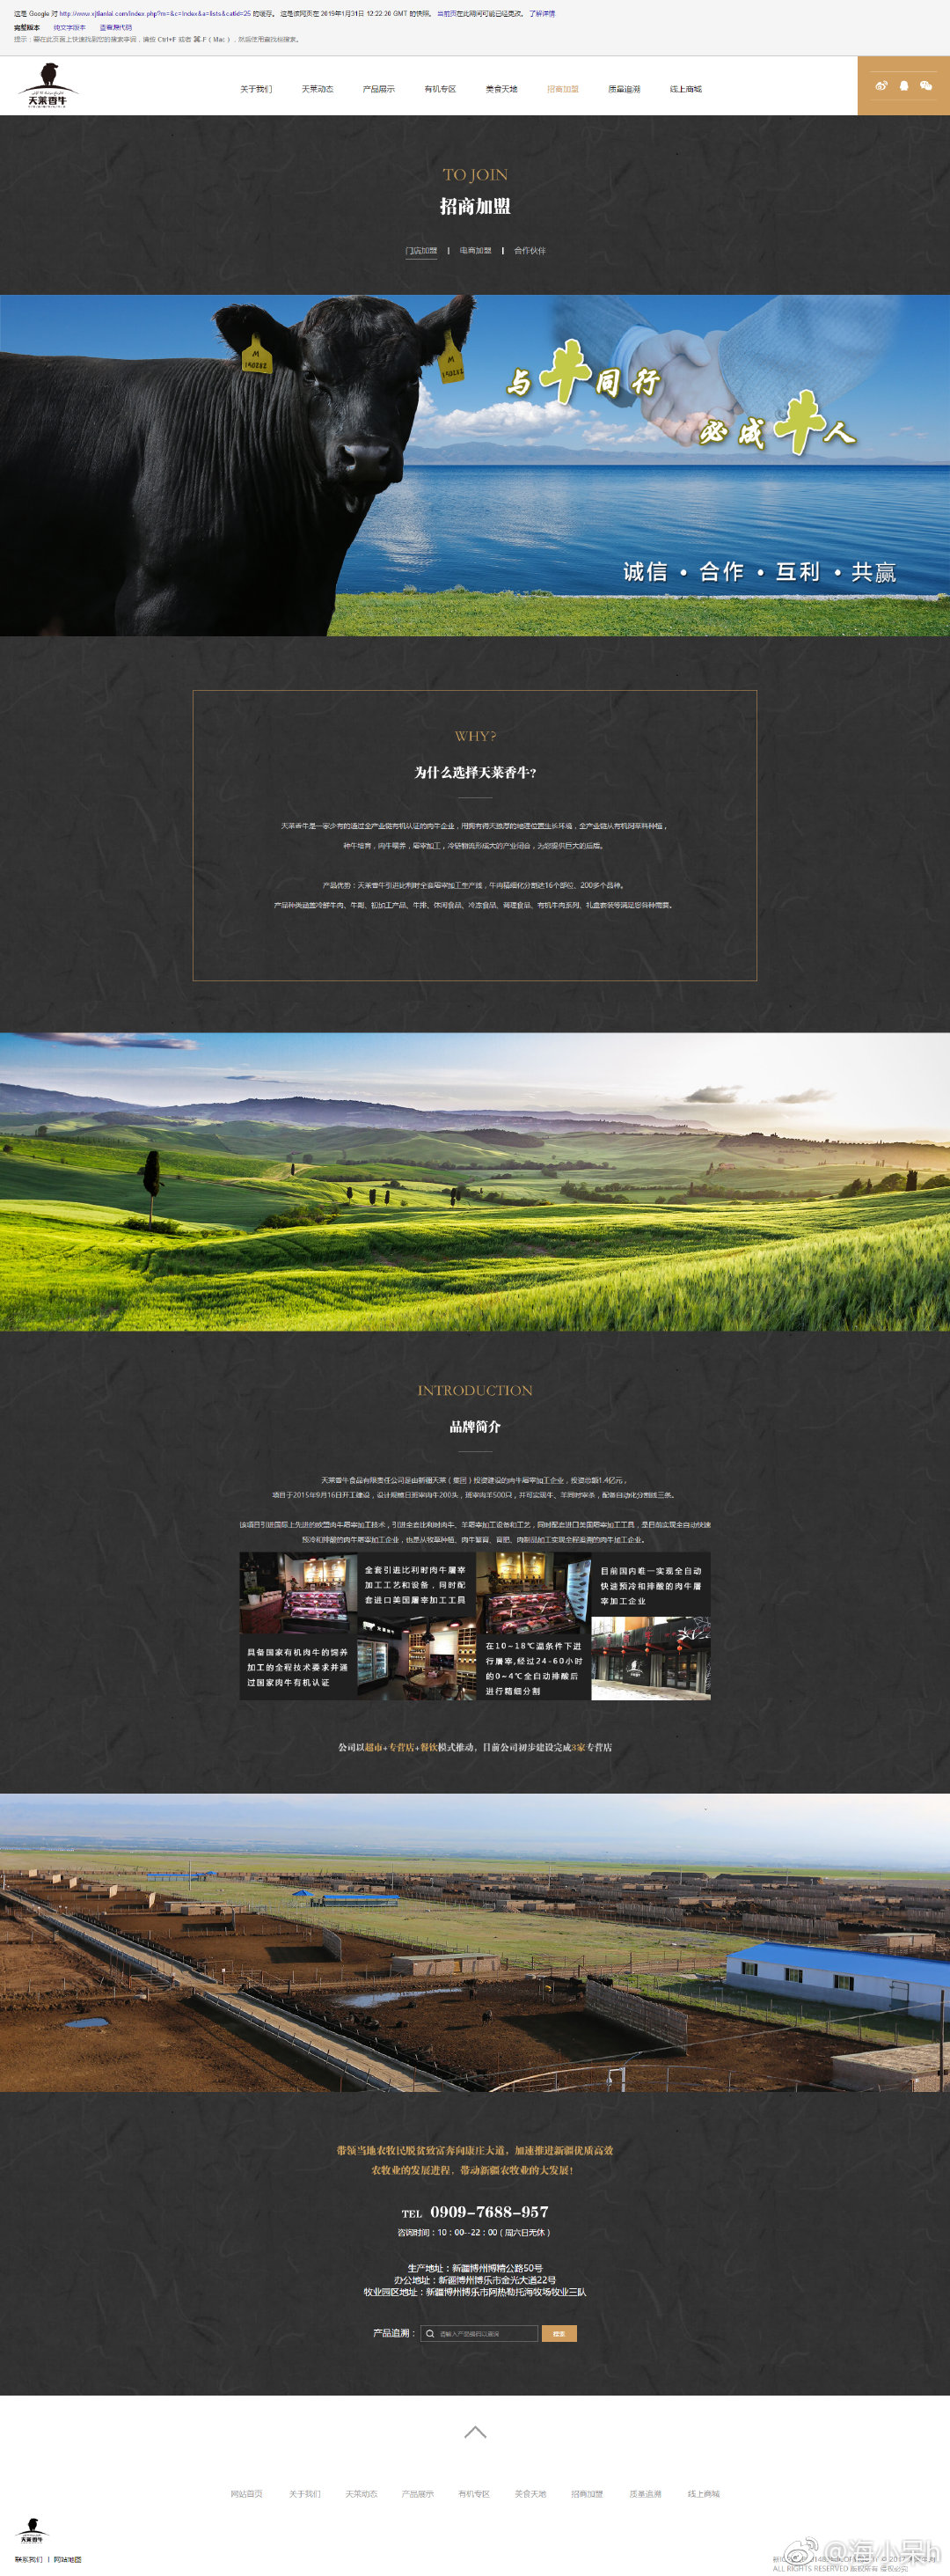 这是 Google 对 http://www.xjtianlai.com/index.php?m=&c=Index&a=lists&catid=25 的缓存。 这是该网页在 2019年1月31日 12:22:20 GMT 的快照。 当前页在此期间可能已经更改。 了解详情
完整版本 纯文字版本 查看源代码
提示：要在此页面上快速找到您的搜索字词，请按 Ctrl+F 或者 ⌘-F（Mac），然后使用查找栏搜索。
天莱香牛
关于我们 天莱动态 产品展示 有机专区 美食天地 招商加盟 质量追溯 线上商城
TO JOIN
招商加盟
门店加盟 | 电商加盟 | 合作伙伴
M
150282
M
150282
与牛同行
必成牛人
诚信 · 合作 · 互利 · 共赢
WHY?
为什么选择天莱香牛?
天莱香牛是一家少有的通过全产业链有机认证的肉牛企业，用拥有得天独厚的地理位置生长环境，全产业链从有机饲草料种植，
种牛培育，肉牛喂养，屠宰加工，冷链物流形成大的产业闭合，为您提供巨大的后盾。
产品优势：天莱香牛引进比利时全套屠宰加工生产线，牛肉精细化分割达16个部位、200多个品种。
产品种类涵盖冷鲜牛肉、牛副、初加工产品、牛排、休闲食品、冷冻食品、调理食品、有机牛肉系列、礼盒套装等满足您各种需要。
INTRODUCTION
品牌简介
天莱香牛食品有限责任公司是由新疆天莱（集团）投资建设的肉牛屠宰加工企业，投资总额1.4亿元，
项目于2015年9月16日开工建设，设计规模日班宰肉牛200头，班宰肉羊500只，并可实现牛、羊同时宰杀，配备自动化分割线三条。
该项目引进国际上先进的欧盟肉牛屠宰加工技术，引进全套比利时肉牛、羊屠宰加工设备和工艺，同时配套进口美国屠宰加工工具，是目前实现全自动快速
预冷和排酸的肉牛屠宰加工企业，也是从牧草种植、肉牛繁育、育肥、肉制品加工实现全程追溯的肉牛加工企业。
全套引进比利时肉牛屠宰
加工工艺和设备，同时配
套进口美国屠宰加工工具
目前国内唯一实现全自动
快速预冷和排酸的肉牛屠
宰加工企业
具备国家有机肉牛的饲养
加工的全程技术要求并通
过国家肉牛有机认证
在10~18℃温条件下进
行屠宰,经过24-60小时
的0~4℃全自动排酸后
进行精细分割
公司以超市+专营店+餐饮模式推动，目前公司初步建设完成3家专营店
带领当地农牧民脱贫致富奔向康庄大道，加速推进新疆优质高效
农牧业的发展进程，带动新疆农牧业的大发展！
TEL 0909-7688-957
咨询时间：10：00--22：00（周六日无休）
生产地址：新疆博州博精公路50号
办公地址：新疆博州博乐市金光大道22号
牧业园区地址：新疆博州博乐市阿热勒托海牧场牧业三队
产品追溯： 请输入产品编码以查询 搜索
网站首页 关于我们 天莱动态 产品展示 有机专区 美食天地 招商加盟 质量追溯 线上商城
天莱香牛
联系我们 | 网站地图
@海小呆h
ALL RIGHTS RESERVED 版权所有 侵权必究